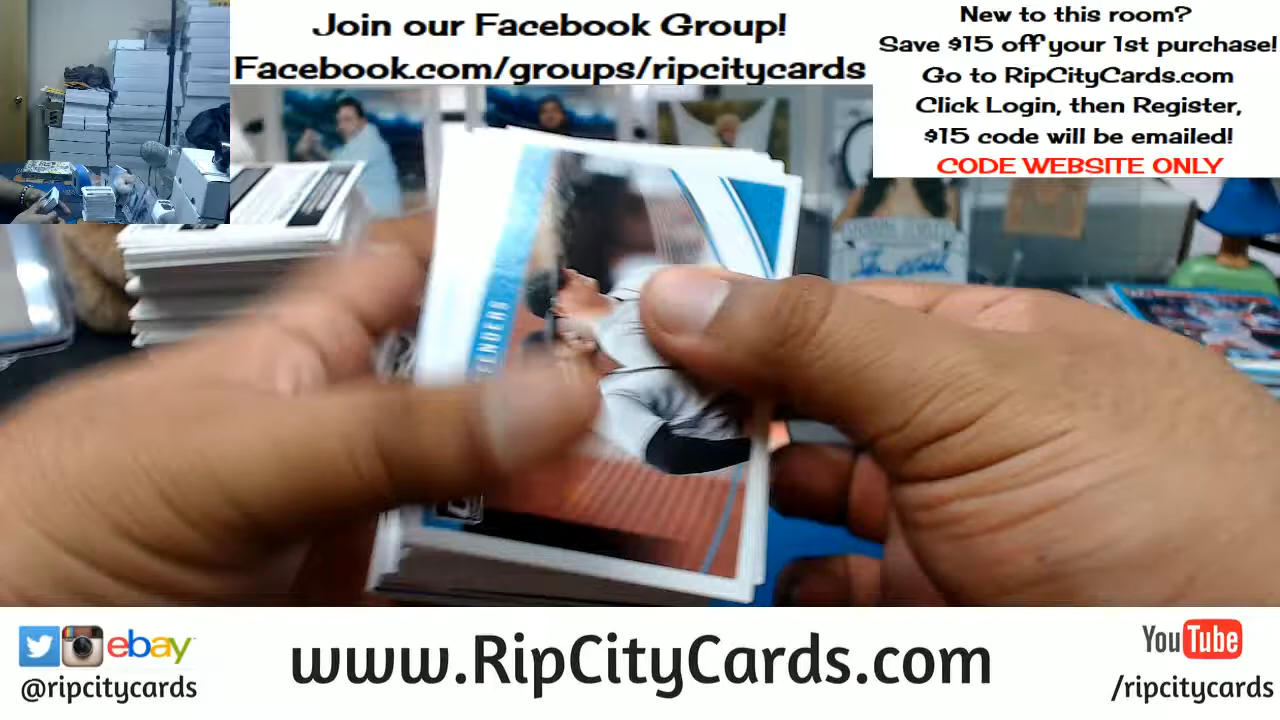 Join our Facebook Group!
Facebook.com/groups/ripcitycards
New to this room?
Save $15 off your 1st purchase!
Go to RipCityCards.com
Click Login, then Register,
$15 code will be emailed!
CODE WEBSITE ONLY
ebay
@ripcitycards
www.RipCityCards.com
YouTube
/ripcitycards